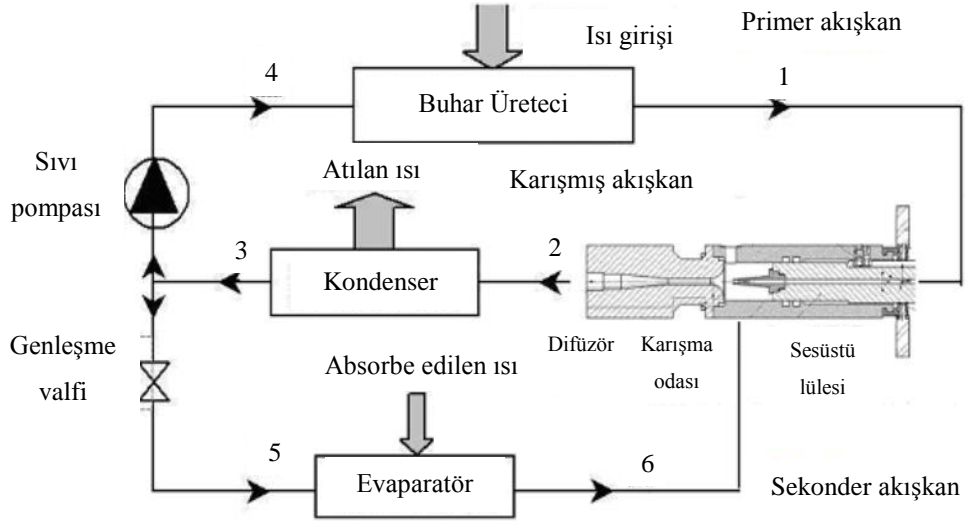 Isı girişi
Primer akışkan
4
Buhar Üreteci
1
Sıvı
pompası
Atılan ısı
Karışmış akışkan
3
Kondenser
2
Genleşme
valfi
Difüzör
Karışma
odası
Sesüstü
lülesi
Absorbe edilen ısı
5
Evaparatör
6
Sekonder akışkan